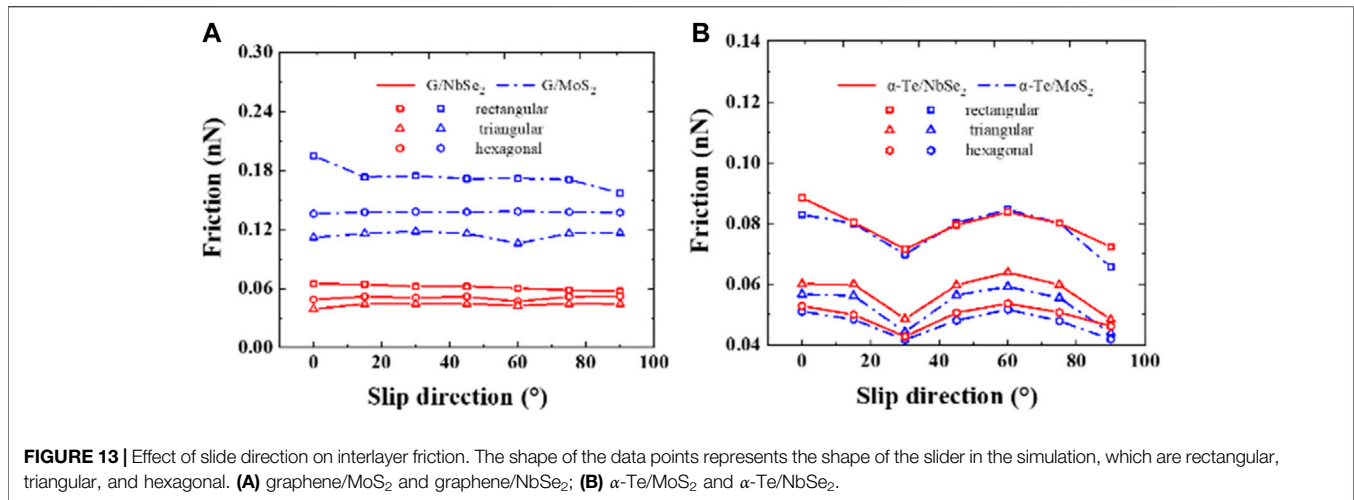 A
0.30
0.24
0.18
0.12
0.06
0.00
Friction (nN)
G/NbSe₂ G/MoS₂
rectangular
triangular
hexagonal
0 20 40 60 80 100
Slip direction (°)
B
0.14
0.12
0.10
0.08
0.06
0.04
Friction (nN)
α-Te/NbSe₂ α-Te/MoS₂
rectangular
triangular
hexagonal
0 20 40 60 80 100
Slip direction (°)
FIGURE 13 | Effect of slide direction on interlayer friction. The shape of the data points represents the shape of the slider in the simulation, which are rectangular,
triangular, and hexagonal. (A) graphene/MoS₂ and graphene/NbSe₂; (B) α-Te/MoS₂ and α-Te/NbSe₂.